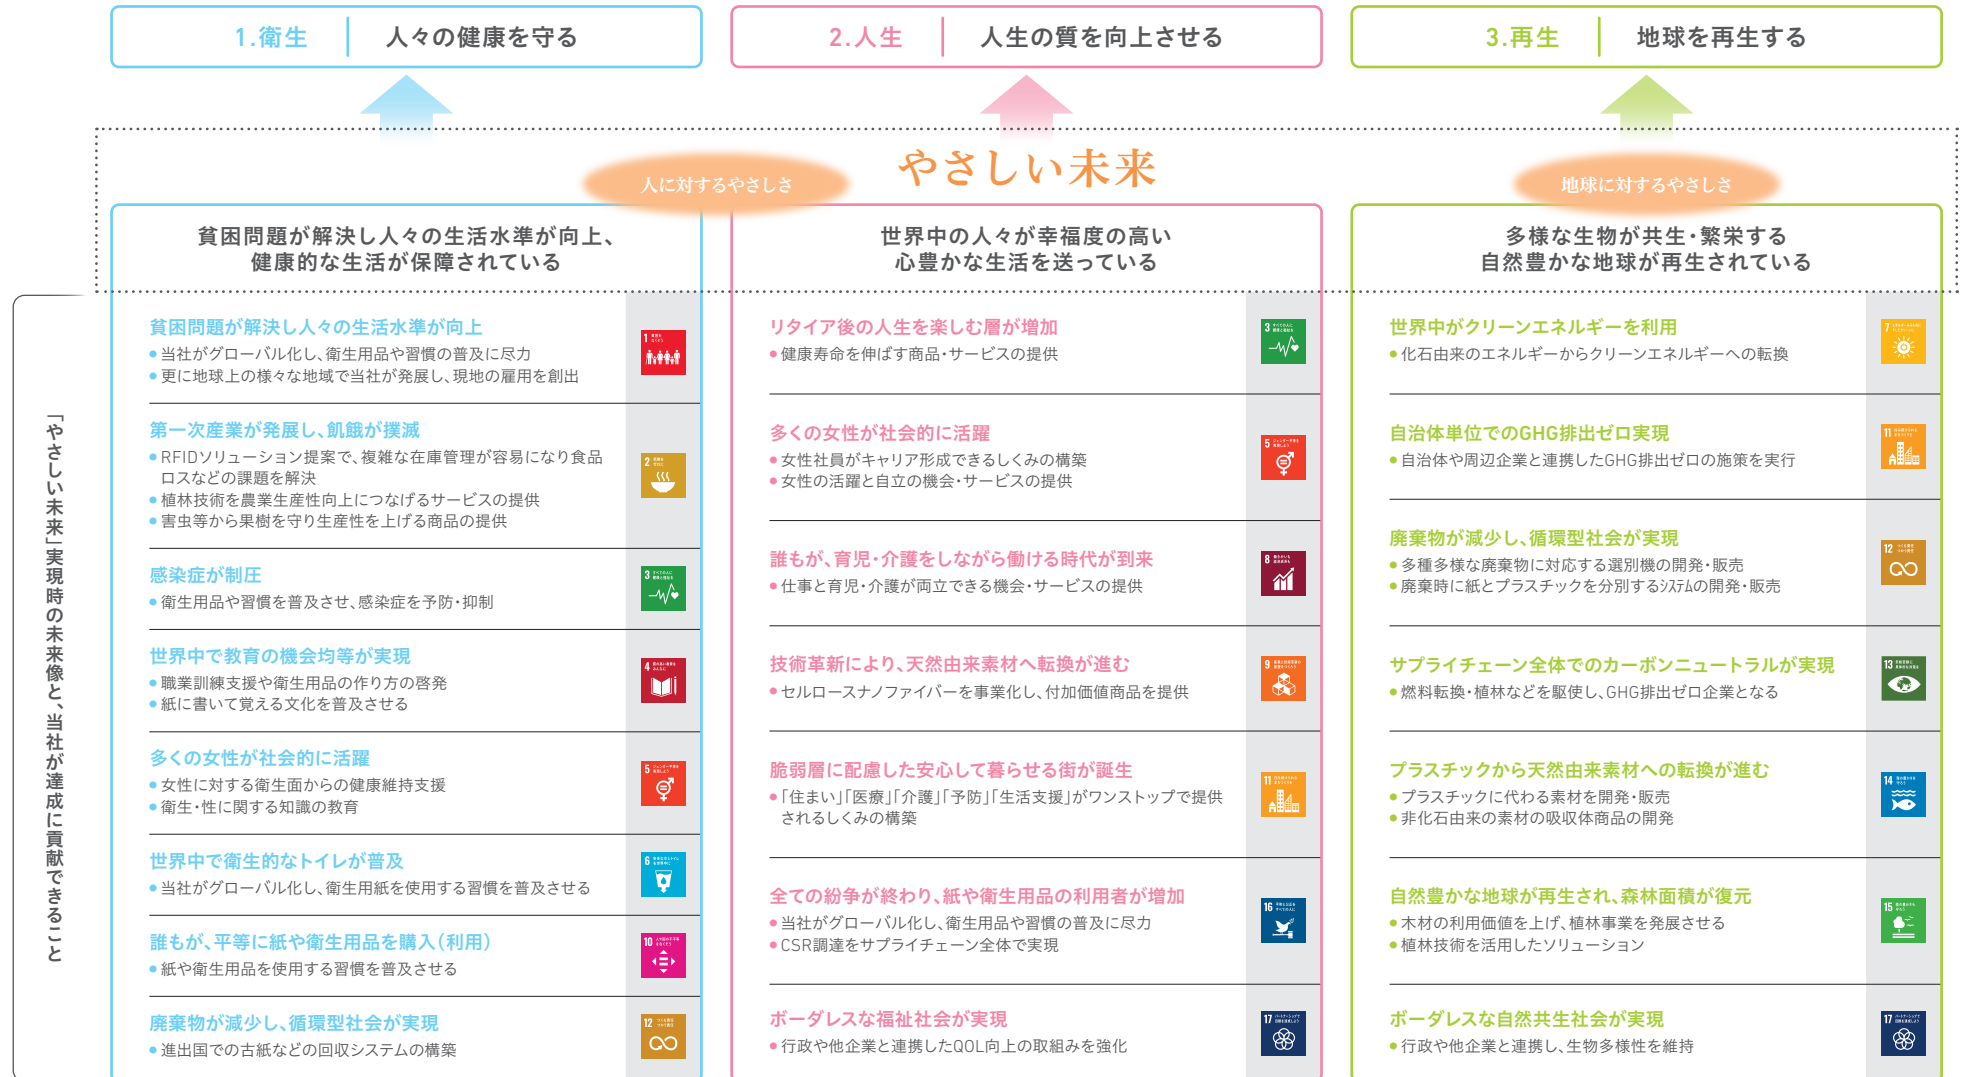 1.衛生 人々の健康を守る
2.人生 人生の質を向上させる
3.再生 地球を再生する
やさしい未来
人に対するやさしさ
地球に対するやさしさ
「やさしい未来」実現時の未来像と、当社が達成に貢献できること
貧困問題が解決し人々の生活水準が向上、
健康的な生活が保障されている
貧困問題が解決し人々の生活水準が向上
●当社がグローバル化し、衛生用品や習慣の普及に尽力
●更に地球上の様々な地域で当社が発展し、現地の雇用を創出
1
第一次産業が発展し、飢餓が撲滅
●RFIDソリューション提案で、複雑な在庫管理が容易になり食品
ロスなどの課題を解決
●植林技術を農業生産性向上につなげるサービスの提供
●害虫等から果樹を守り生産性を上げる商品の提供
2
感染症が制圧
●衛生用品や習慣を普及させ、感染症を予防・抑制
3
世界中で教育の機会均等が実現
●職業訓練支援や衛生用品の作り方の啓発
●紙に書いて覚える文化を普及させる
4
多くの女性が社会的に活躍
●女性に対する衛生面からの健康維持支援
●衛生・性に関する知識の教育
5
世界中で衛生的なトイレが普及
●当社がグローバル化し、衛生用紙を使用する習慣を普及させる
6
誰もが、平等に紙や衛生用品を購入(利用)
●紙や衛生用品を使用する習慣を普及させる
10
廃棄物が減少し、循環型社会が実現
●進出国での古紙などの回収システムの構築
12
世界中の人々が幸福度の高い
心豊かな生活を送っている
リタイア後の人生を楽しむ層が増加
●健康寿命を伸ばす商品・サービスの提供
3
多くの女性が社会的に活躍
●女性社員がキャリア形成できるしくみの構築
●女性の活躍と自立の機会・サービスの提供
5
誰もが、育児・介護をしながら働ける時代が到来
●仕事と育児・介護が両立できる機会・サービスの提供
8
技術革新により、天然由来素材へ転換が進む
●セルロースナノファイバーを事業化し、付加価値商品を提供
9
脆弱層に配慮した安心して暮らせる街が誕生
●「住まい」「医療」「介護」「予防」「生活支援」がワンストップで提供
されるしくみの構築
11
全ての紛争が終わり、紙や衛生用品の利用者が増加
●当社がグローバル化し、衛生用品や習慣の普及に尽力
●CSR調達をサプライチェーン全体で実現
16
ボーダレスな福祉社会が実現
●行政や他企業と連携したQOL向上の取組みを強化
17
多様な生物が共生・繁栄する
自然豊かな地球が再生されている
世界中がクリーンエネルギーを利用
●化石由来のエネルギーからクリーンエネルギーへの転換
7
自治体単位でのGHG排出ゼロ実現
●自治体や周辺企業と連携したGHG排出ゼロの施策を実行
11
廃棄物が減少し、循環型社会が実現
●多種多様な廃棄物に対応する選別機の開発・販売
●廃棄時に紙とプラスチックを分別するシステムの開発・販売
12
サプライチェーン全体でのカーボンニュートラルが実現
●燃料転換・植林などを駆使し、GHG排出ゼロ企業となる
13
プラスチックから天然由来素材への転換が進む
●プラスチックに代わる素材を開発・販売
●非化石由来の素材の吸収体商品の開発
14
自然豊かな地球が再生され、森林面積が復元
●木材の利用価値を上げ、植林事業を発展させる
●植林技術を活用したソリューション
15
ボーダレスな自然共生社会が実現
●行政や他企業と連携し、生物多様性を維持
17